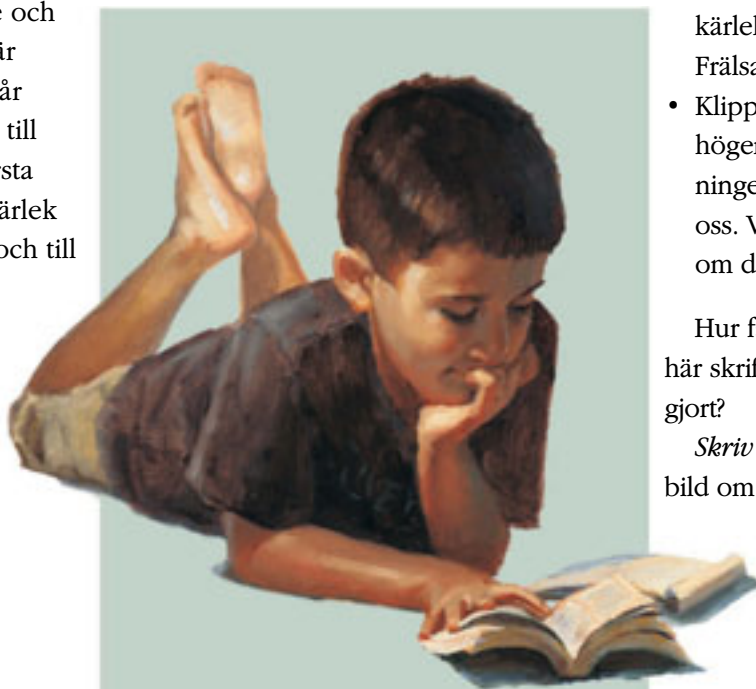 e och
är
år
till
sta
ärlek
och till
kärlek
Frälsa
• Klipp
höger
ninge
oss. V
om d
Hur f
här skrif
gjort?
Skriv
bild om